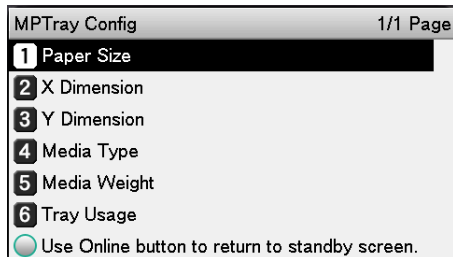 MPTray Config 1/1 Page
1 Paper Size
2 X Dimension
3 Y Dimension
4 Media Type
5 Media Weight
6 Tray Usage
Use Online button to return to standby screen.